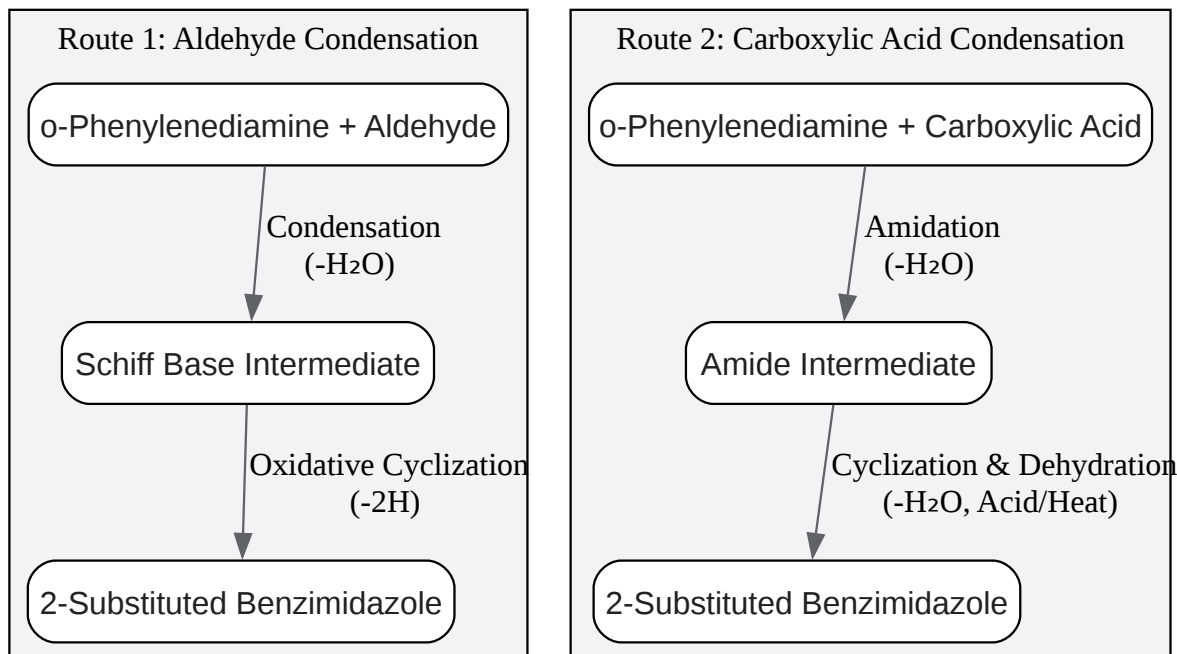 Route 1: Aldehyde Condensation
o-Phenylenediamine + Aldehyde
Condensation
(-H₂O)
Schiff Base Intermediate
Oxidative Cyclization
(-2H)
2-Substituted Benzimidazole
Route 2: Carboxylic Acid Condensation
o-Phenylenediamine + Carboxylic Acid
Amidation
(-H₂O)
Amide Intermediate
Cyclization & Dehydration
(-H₂O, Acid/Heat)
2-Substituted Benzimidazole